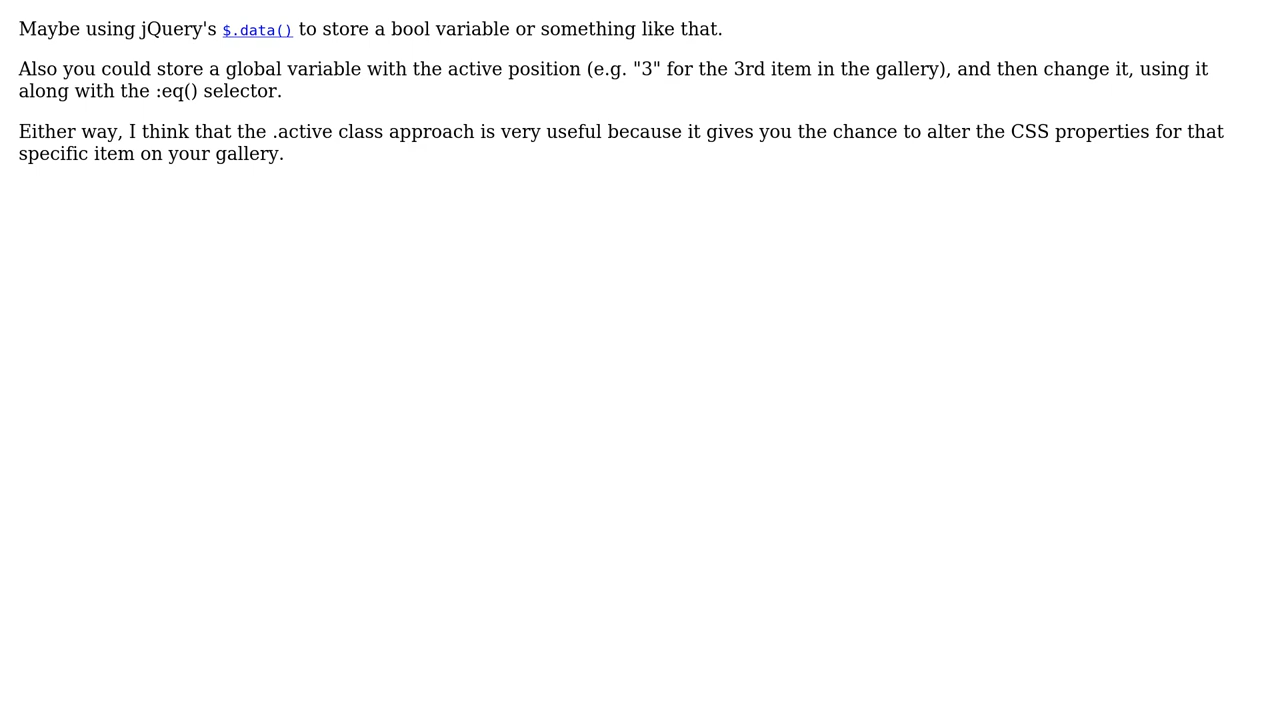 Maybe using jQuery's $.data() to store a bool variable or something like that.
Also you could store a global variable with the active position (e.g. "3" for the 3rd item in the gallery), and then change it, using it
along with the :eq() selector.
Either way, I think that the .active class approach is very useful because it gives you the chance to alter the CSS properties for that
specific item on your gallery.